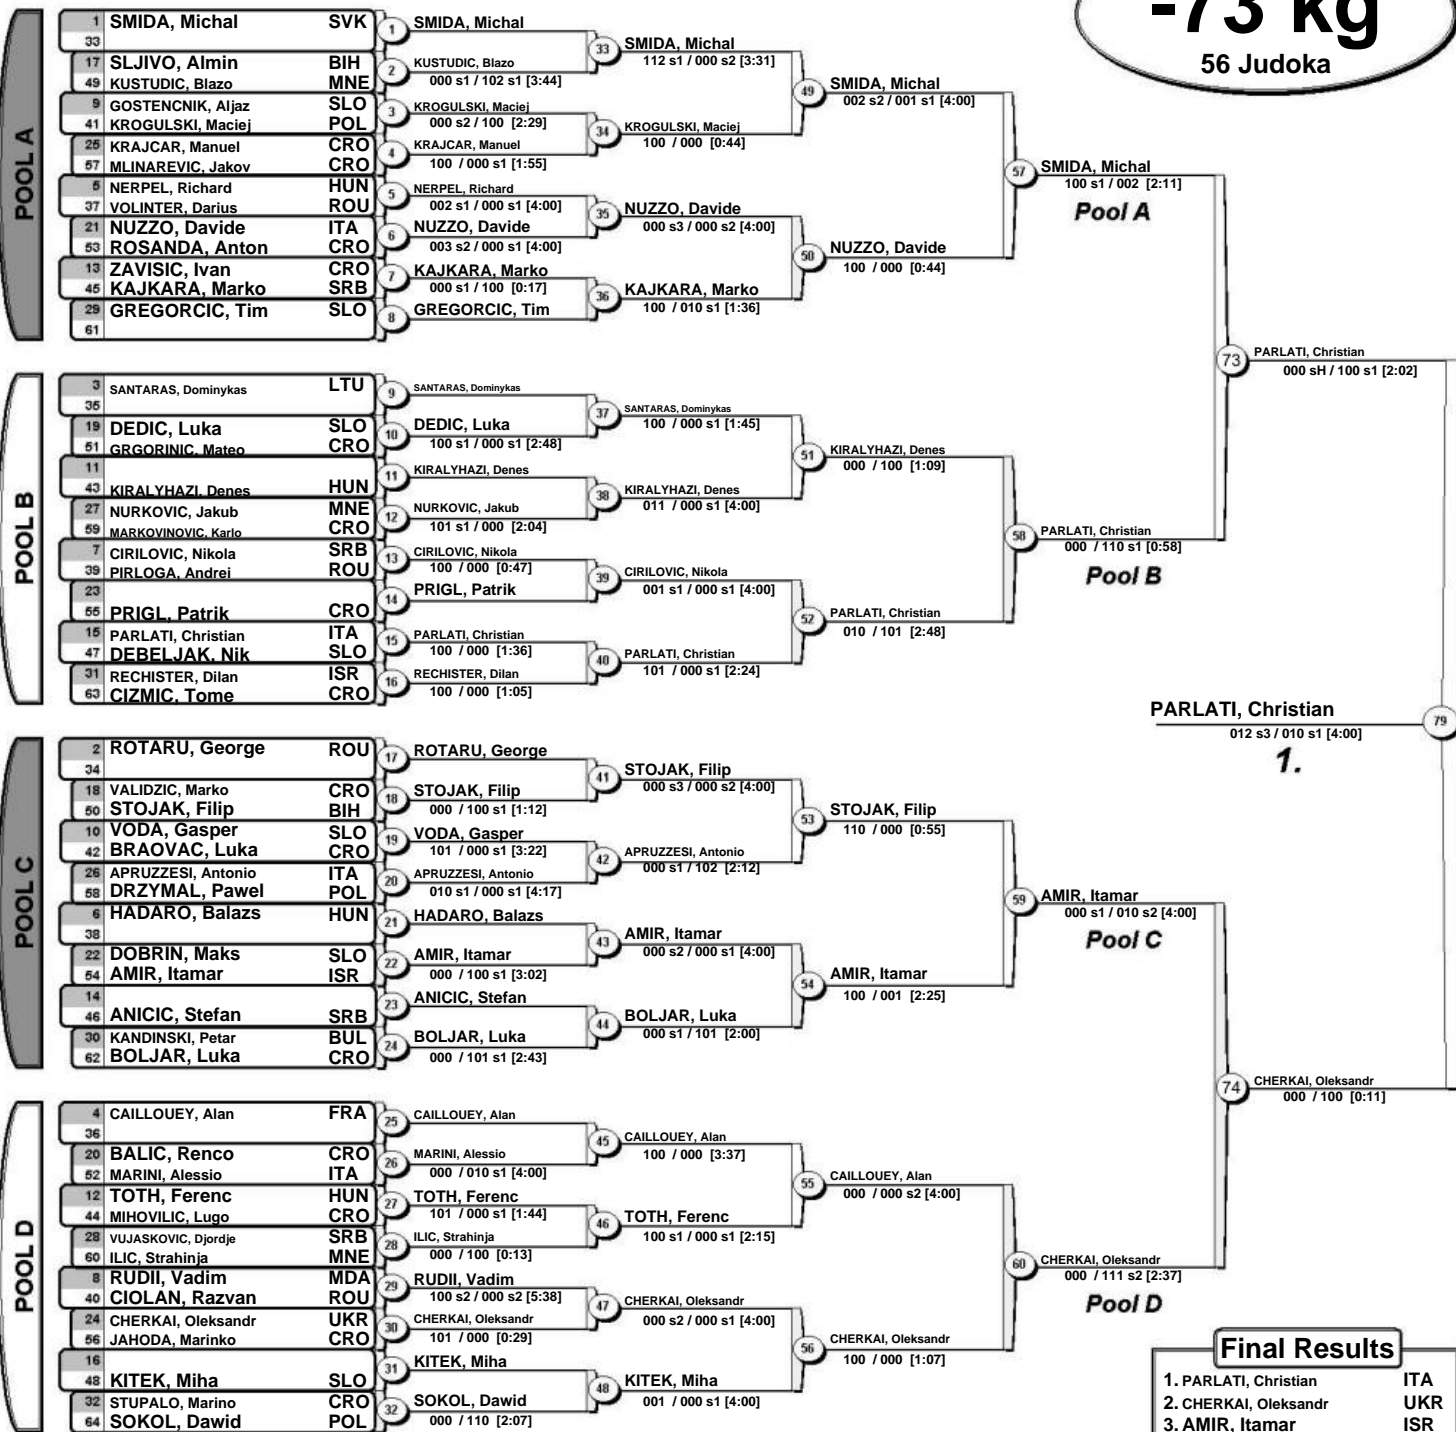 -73 kg
56 Judoka
POOL A
1 SMIDA, Michal SVK
33
17 SLJIVO, Almin BIH
49 KUSTUDIC, Blazo MNE
9 GOSTENCNIK, Aljaz SLO
41 KROGULSKI, Maciej POL
25 KRAJCAR, Manuel CRO
57 MLINAREVIC, Jakov CRO
5 NERPEL, Richard HUN
37 VOLINTER, Darius ROU
21 NUZZO, Davide ITA
53 ROSANDA, Anton CRO
13 ZAVISIC, Ivan CRO
45 KAJKARA, Marko SRB
29 GREGORCIC, Tim SLO
61
1 SMIDA, Michal
2 KUSTUDIC, Blazo
000 s1 / 102 s1 [3:44]
3 KROGULSKI, Maciej
000 s2 / 100 [2:29]
4 KRAJCAR, Manuel
100 / 000 s1 [1:55]
5 NERPEL, Richard
002 s1 / 000 s1 [4:00]
6 NUZZO, Davide
003 s2 / 000 s1 [4:00]
7 KAJKARA, Marko
000 s1 / 100 [0:17]
8 GREGORCIC, Tim
33 SMIDA, Michal
112 s1 / 000 s2 [3:31]
34 KROGULSKI, Maciej
100 / 000 [0:44]
35 NUZZO, Davide
000 s3 / 000 s2 [4:00]
36 KAJKARA, Marko
100 / 010 s1 [1:36]
49 SMIDA, Michal
002 s2 / 001 s1 [4:00]
50 NUZZO, Davide
100 / 000 [0:44]
57 SMIDA, Michal
100 s1 / 002 [2:11]
Pool A
POOL B
3 SANTARAS, Dominykas LTU
35
19 DEDIC, Luka SLO
51 GRGORINIC, Mateo CRO
11
43 KIRALYHAZI, Denes HUN
27 NURKOVIC, Jakub MNE
59 MARKOVINOVIC, Karlo CRO
7 CIRILOVIC, Nikola SRB
39 PIRLOGA, Andrei ROU
23
55 PRIGL, Patrik CRO
15 PARLATI, Christian ITA
47 DEBELJAK, Nik SLO
31 RECHISTER, Dilan ISR
63 CIZMIC, Tome CRO
9 SANTARAS, Dominykas
10 DEDIC, Luka
100 s1 / 000 s1 [2:48]
11 KIRALYHAZI, Denes
12 NURKOVIC, Jakub
101 s1 / 000 [2:04]
13 CIRILOVIC, Nikola
100 / 000 [0:47]
14 PRIGL, Patrik
15 PARLATI, Christian
100 / 000 [1:36]
16 RECHISTER, Dilan
100 / 000 [1:05]
37 SANTARAS, Dominykas
100 / 000 s1 [1:45]
38 KIRALYHAZI, Denes
011 / 000 s1 [4:00]
39 CIRILOVIC, Nikola
001 s1 / 000 s1 [4:00]
40 PARLATI, Christian
101 / 000 s1 [2:24]
51 KIRALYHAZI, Denes
000 / 100 [1:09]
52 PARLATI, Christian
010 / 101 [2:48]
58 PARLATI, Christian
000 / 110 s1 [0:58]
Pool B
73 PARLATI, Christian
000 sH / 100 s1 [2:02]
PARLATI, Christian 79
012 s3 / 010 s1 [4:00]
1.
POOL C
2 ROTARU, George ROU
34
18 VALIDZIC, Marko CRO
50 STOJAK, Filip BIH
10 VODA, Gasper SLO
42 BRAOVAC, Luka CRO
26 APRUZZESI, Antonio ITA
58 DRZYMAL, Pawel POL
6 HADARO, Balazs HUN
38
22 DOBRIN, Maks SLO
54 AMIR, Itamar ISR
14
46 ANICIC, Stefan SRB
30 KANDINSKI, Petar BUL
62 BOLJAR, Luka CRO
17 ROTARU, George
18 STOJAK, Filip
000 / 100 s1 [1:12]
19 VODA, Gasper
101 / 000 s1 [3:22]
20 APRUZZESI, Antonio
010 s1 / 000 s1 [4:17]
21 HADARO, Balazs
22 AMIR, Itamar
000 / 100 s1 [3:02]
23 ANICIC, Stefan
24 BOLJAR, Luka
000 / 101 s1 [2:43]
41 STOJAK, Filip
000 s3 / 000 s2 [4:00]
42 APRUZZESI, Antonio
000 s1 / 102 [2:12]
43 AMIR, Itamar
000 s2 / 000 s1 [4:00]
44 BOLJAR, Luka
000 s1 / 101 [2:00]
53 STOJAK, Filip
110 / 000 [0:55]
54 AMIR, Itamar
100 / 001 [2:25]
59 AMIR, Itamar
000 s1 / 010 s2 [4:00]
Pool C
POOL D
4 CAILLOUEY, Alan FRA
36
20 BALIC, Renco CRO
52 MARINI, Alessio ITA
12 TOTH, Ferenc HUN
44 MIHOVILIC, Lugo CRO
28 VUJASKOVIC, Djordje SRB
60 ILIC, Strahinja MNE
8 RUDII, Vadim MDA
40 CIOLAN, Razvan ROU
24 CHERKAI, Oleksandr UKR
56 JAHODA, Marinko CRO
16
48 KITEK, Miha SLO
32 STUPALO, Marino CRO
64 SOKOL, Dawid POL
25 CAILLOUEY, Alan
26 MARINI, Alessio
000 / 010 s1 [4:00]
27 TOTH, Ferenc
101 / 000 s1 [1:44]
28 ILIC, Strahinja
000 / 100 [0:13]
29 RUDII, Vadim
100 s2 / 000 s2 [5:38]
30 CHERKAI, Oleksandr
101 / 000 [0:29]
31 KITEK, Miha
32 SOKOL, Dawid
000 / 110 [2:07]
45 CAILLOUEY, Alan
100 / 000 [3:37]
46 TOTH, Ferenc
100 s1 / 000 s1 [2:15]
47 CHERKAI, Oleksandr
000 s2 / 000 s1 [4:00]
48 KITEK, Miha
001 / 000 s1 [4:00]
55 CAILLOUEY, Alan
000 / 000 s2 [4:00]
56 CHERKAI, Oleksandr
100 / 000 [1:07]
60 CHERKAI, Oleksandr
000 / 111 s2 [2:37]
Pool D
74 CHERKAI, Oleksandr
000 / 100 [0:11]
Final Results
1. PARLATI, Christian ITA
2. CHERKAI, Oleksandr UKR
3. AMIR, Itamar ISR